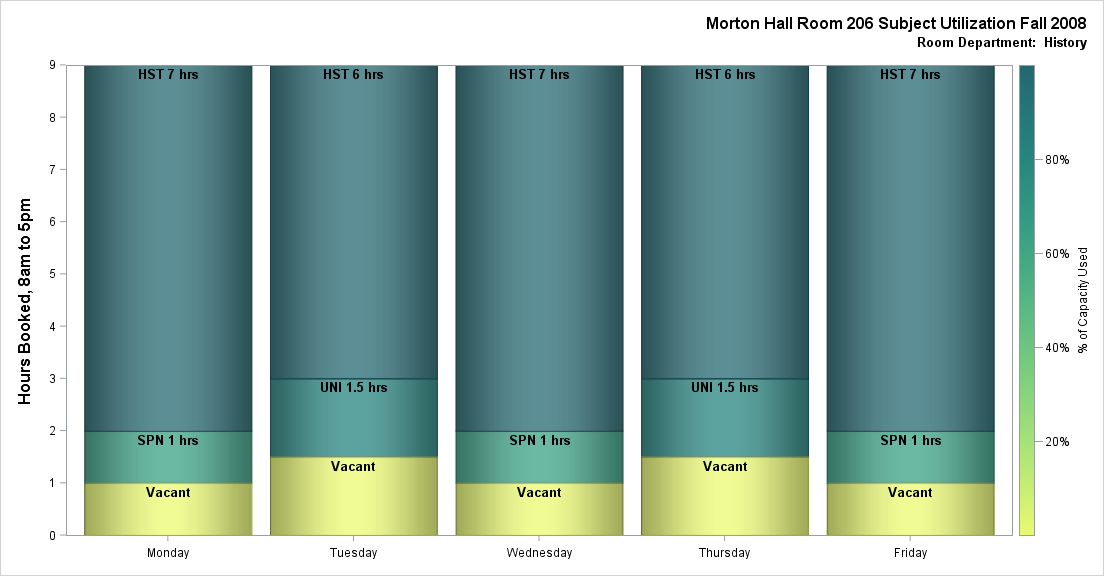 Morton Hall Room 206 Subject Utilization Fall 2008
Room Department: History
Hours Booked, 8am to 5pm
9
8
7
6
5
4
3
2
1
0
HST 7 hrs
SPN 1 hrs
Vacant
HST 6 hrs
UNI 1.5 hrs
Vacant
HST 7 hrs
SPN 1 hrs
Vacant
HST 6 hrs
UNI 1.5 hrs
Vacant
HST 7 hrs
SPN 1 hrs
Vacant
Monday
Tuesday
Wednesday
Thursday
Friday
80%
60%
40%
20%
% of Capacity Used